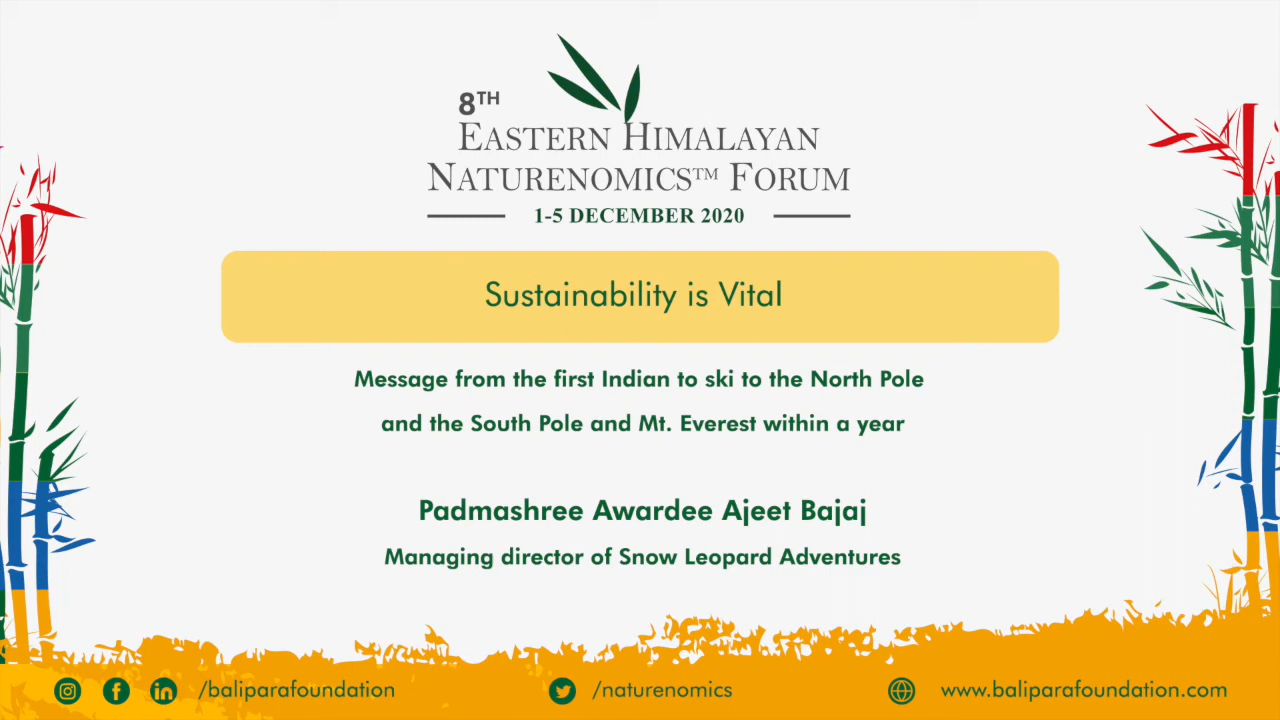 8TH
EASTERN HIMALAYAN
NATURENOMICS™ FORUM
1-5 DECEMBER 2020
Sustainability is Vital
Message from the first Indian to ski to the North Pole
and the South Pole and Mt. Everest within a year
Padmashree Awardee Ajeet Bajaj
Managing director of Snow Leopard Adventures
/baliparafoundation
/naturenomics
www.baliparafoundation.com